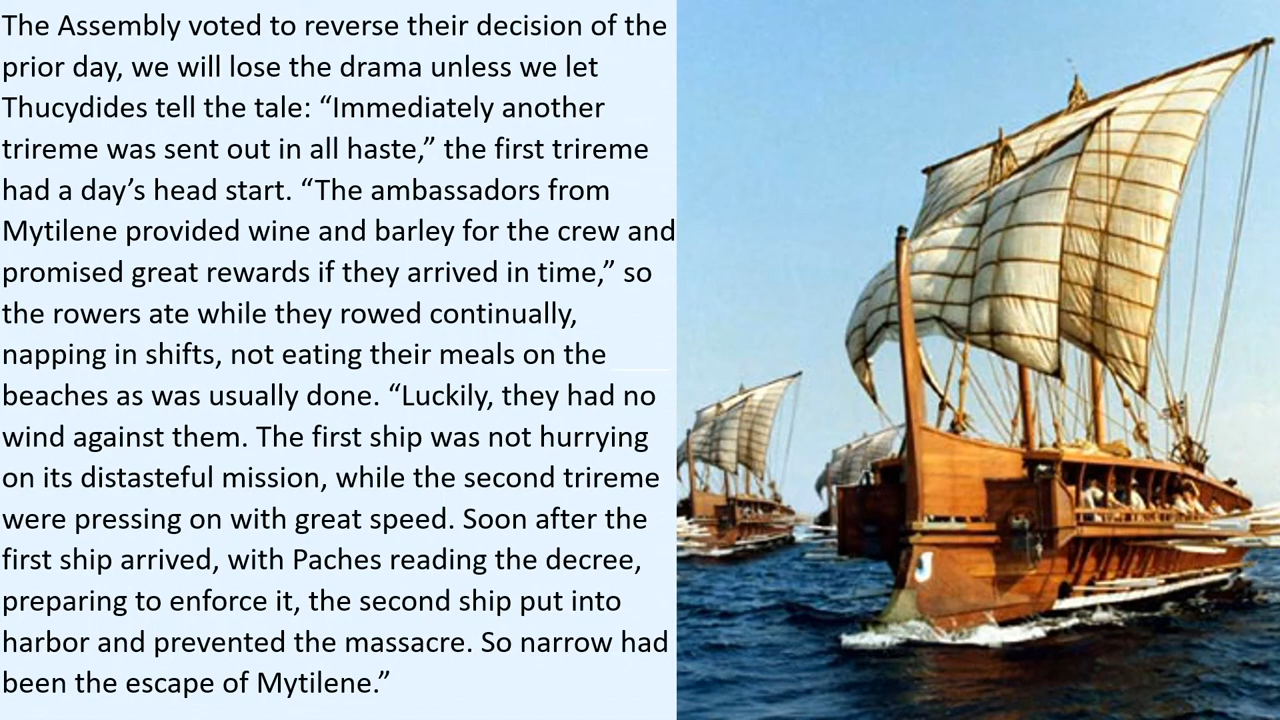 The Assembly voted to reverse their decision of the
prior day, we will lose the drama unless we let
Thucydides tell the tale: “Immediately another
trireme was sent out in all haste,” the first trireme
had a day’s head start. “The ambassadors from
Mytilene provided wine and barley for the crew and
promised great rewards if they arrived in time,” so
the rowers ate while they rowed continually,
napping in shifts, not eating their meals on the
beaches as was usually done. “Luckily, they had no
wind against them. The first ship was not hurrying
on its distasteful mission, while the second trireme
were pressing on with great speed. Soon after the
first ship arrived, with Paches reading the decree,
preparing to enforce it, the second ship put into
harbor and prevented the massacre. So narrow had
been the escape of Mytilene.”